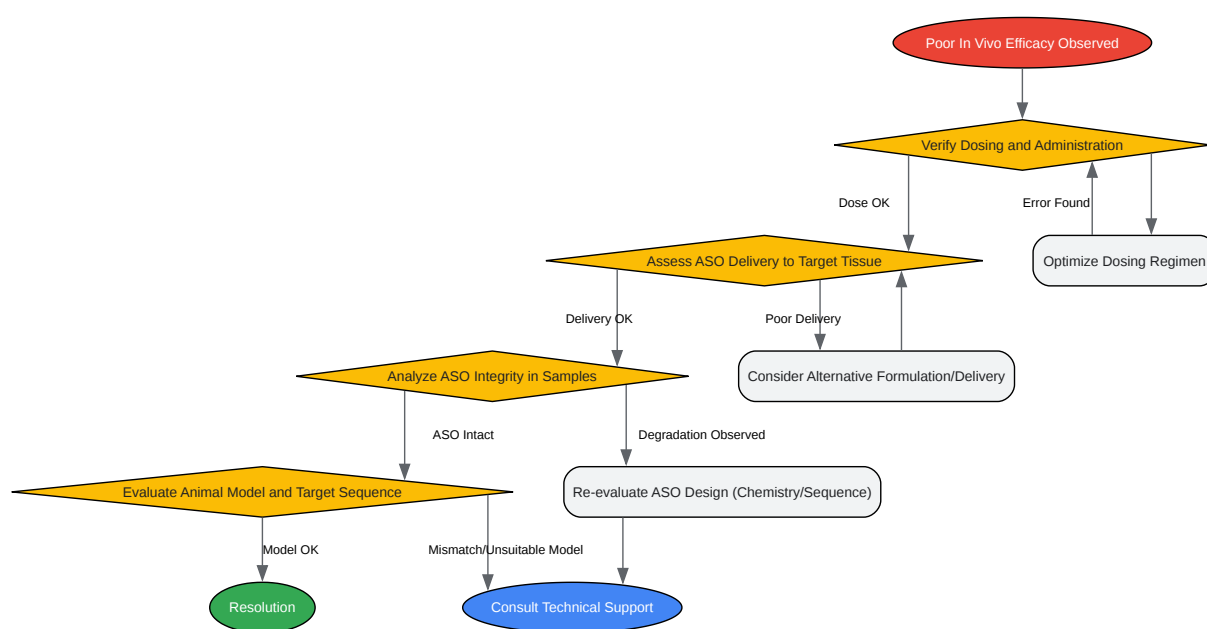 Poor In Vivo Efficacy Observed
Verify Dosing and Administration
Dose OK
Error Found
Assess ASO Delivery to Target Tissue
Optimize Dosing Regimen
Delivery OK
Poor Delivery
Analyze ASO Integrity in Samples
Consider Alternative Formulation/Delivery
ASO Intact
Degradation Observed
Evaluate Animal Model and Target Sequence
Re-evaluate ASO Design (Chemistry/Sequence)
Model OK
Mismatch/Unsuitable Model
Resolution
Consult Technical Support